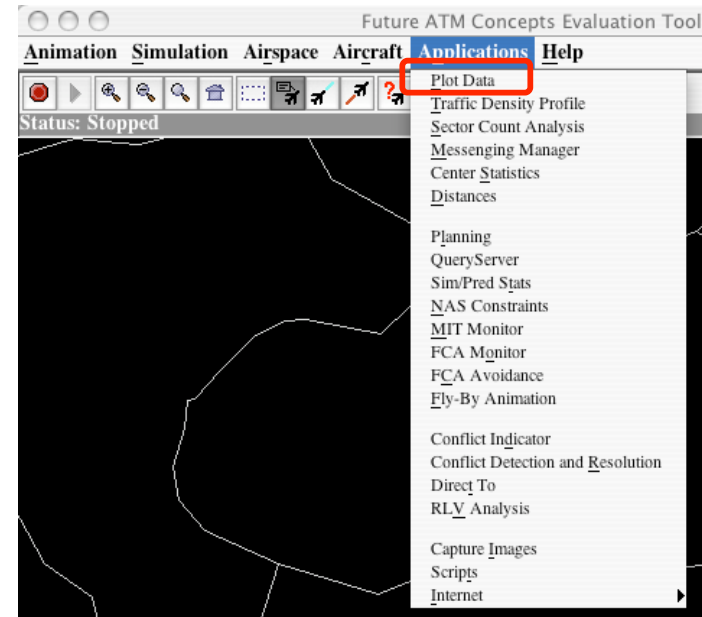 Future ATM Concepts Evaluation Tool
Animation Simulation Airspace Aircraft Applications Help
Status: Stopped
Plot Data
Traffic Density Profile
Sector Count Analysis
Messenging Manager
Center Statistics
Distances
Planning
QueryServer
Sim/Pred Stats
NAS Constraints
MIT Monitor
FCA Monitor
FCA Avoidance
Fly-By Animation
Conflict Indicator
Conflict Detection and Resolution
Direct To
RLV Analysis
Capture Images
Scripts
Internet